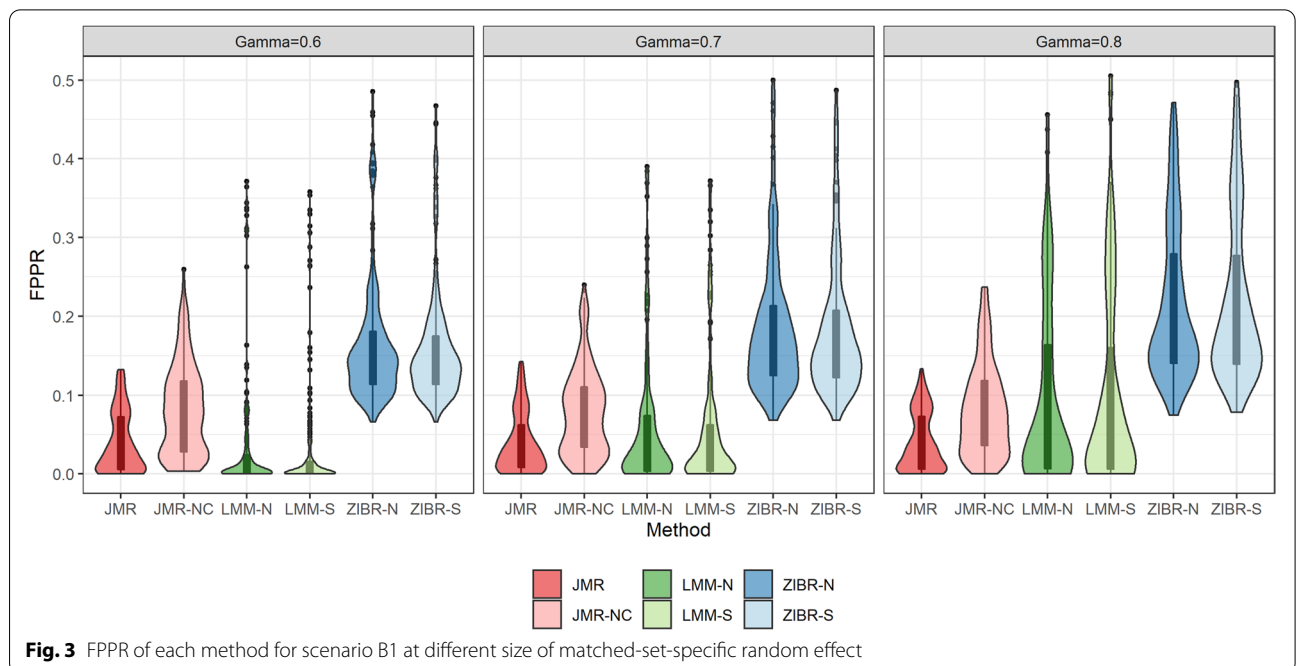 Gamma=0.6 Gamma=0.7 Gamma=0.8
0.5
0.4
0.3
0.2
0.1
0.0
FPPR
JMR JMR-NC LMM-N LMM-S ZIBR-N ZIBR-S JMR JMR-NC LMM-N LMM-S ZIBR-N ZIBR-S JMR JMR-NC LMM-N LMM-S ZIBR-N ZIBR-S
Method
JMR LMM-N ZIBR-N
JMR-NC LMM-S ZIBR-S
Fig. 3 FPPR of each method for scenario B1 at different size of matched-set-specific random effect